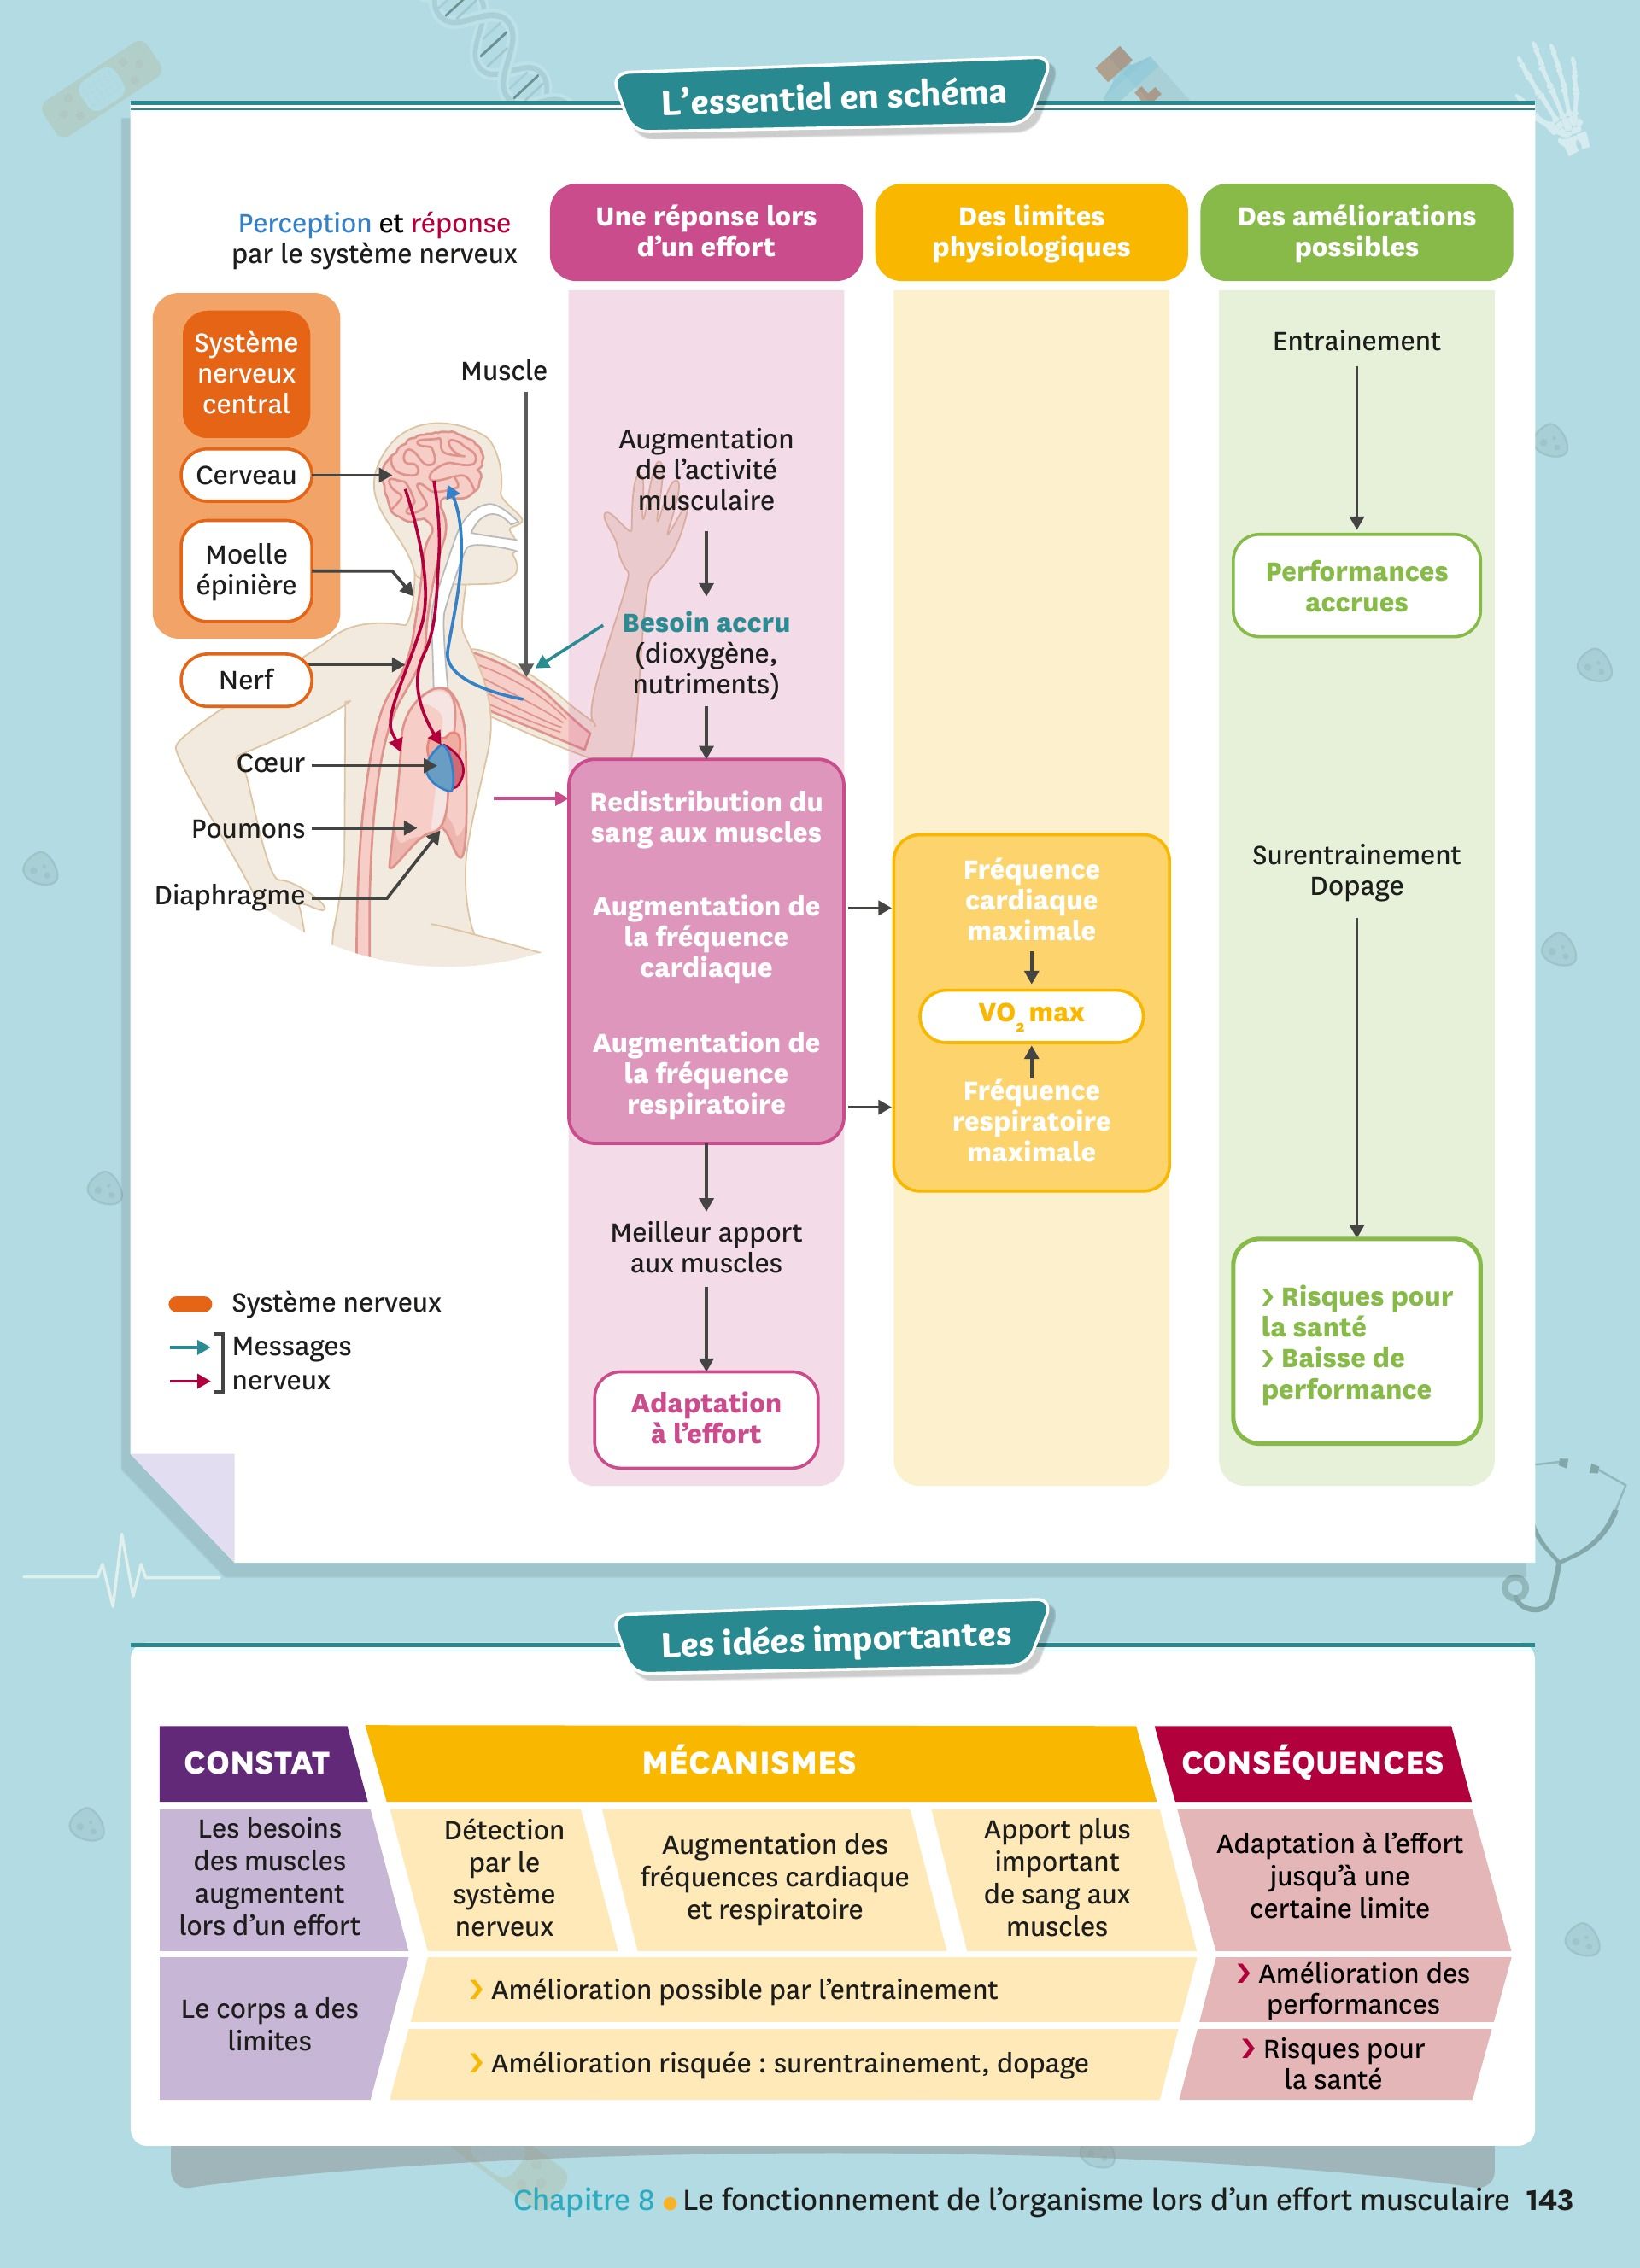 L'essentiel en schéma
Perception et réponse
par le système nerveux
Une réponse lors
d'un effort
Des limites
physiologiques
Des améliorations
possibles
Système
nerveux
central
Cerveau
Moelle
épinière
Nerf
Cœur
Poumons
Diaphragme
Muscle
Augmentation
de l'activité
musculaire
Besoin accru
(dioxygène,
nutriments)
Redistribution du
sang aux muscles
Augmentation de
la fréquence
cardiaque
Augmentation de
la fréquence
respiratoire
Meilleur apport
aux muscles
Adaptation
à l'effort
Fréquence
cardiaque
maximale
VO₂ max
Fréquence
respiratoire
maximale
Entrainement
Performances
accrues
Surentrainement
Dopage
› Risques pour
la santé
› Baisse de
performance
Système nerveux
Messages
nerveux
Les idées importantes
CONSTAT
MÉCANISMES
CONSÉQUENCES
Les besoins
des muscles
augmentent
lors d'un effort
Détection
par le
système
nerveux
Augmentation des
fréquences cardiaque
et respiratoire
Apport plus
important
de sang aux
muscles
Adaptation à l'effort
jusqu'à une
certaine limite
Le corps a des
limites
› Amélioration possible par l'entrainement
› Amélioration des
performances
› Amélioration risquée : surentrainement, dopage
› Risques pour
la santé
Chapitre 8 • Le fonctionnement de l'organisme lors d'un effort musculaire 143